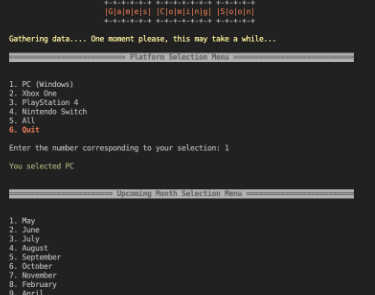 +-+-+-+-+-+ +-+-+-+-+-+-+ +-+-+-+-+
|G|a|m|e|s| |C|o|m|i|n|g| |S|o|o|n|
+-+-+-+-+-+ +-+-+-+-+-+-+ +-+-+-+-+
Gathering data.... One moment please, this may take a while...
Platform Selection Menu
1. PC (Windows)
2. Xbox One
3. PlayStation 4
4. Nintendo Switch
5. All
6. Quit
Enter the number corresponding to your selection: 1
You selected PC
Upcoming Month Selection Menu
1. May
2. June
3. July
4. August
5. September
6. October
7. November
8. February
9. April